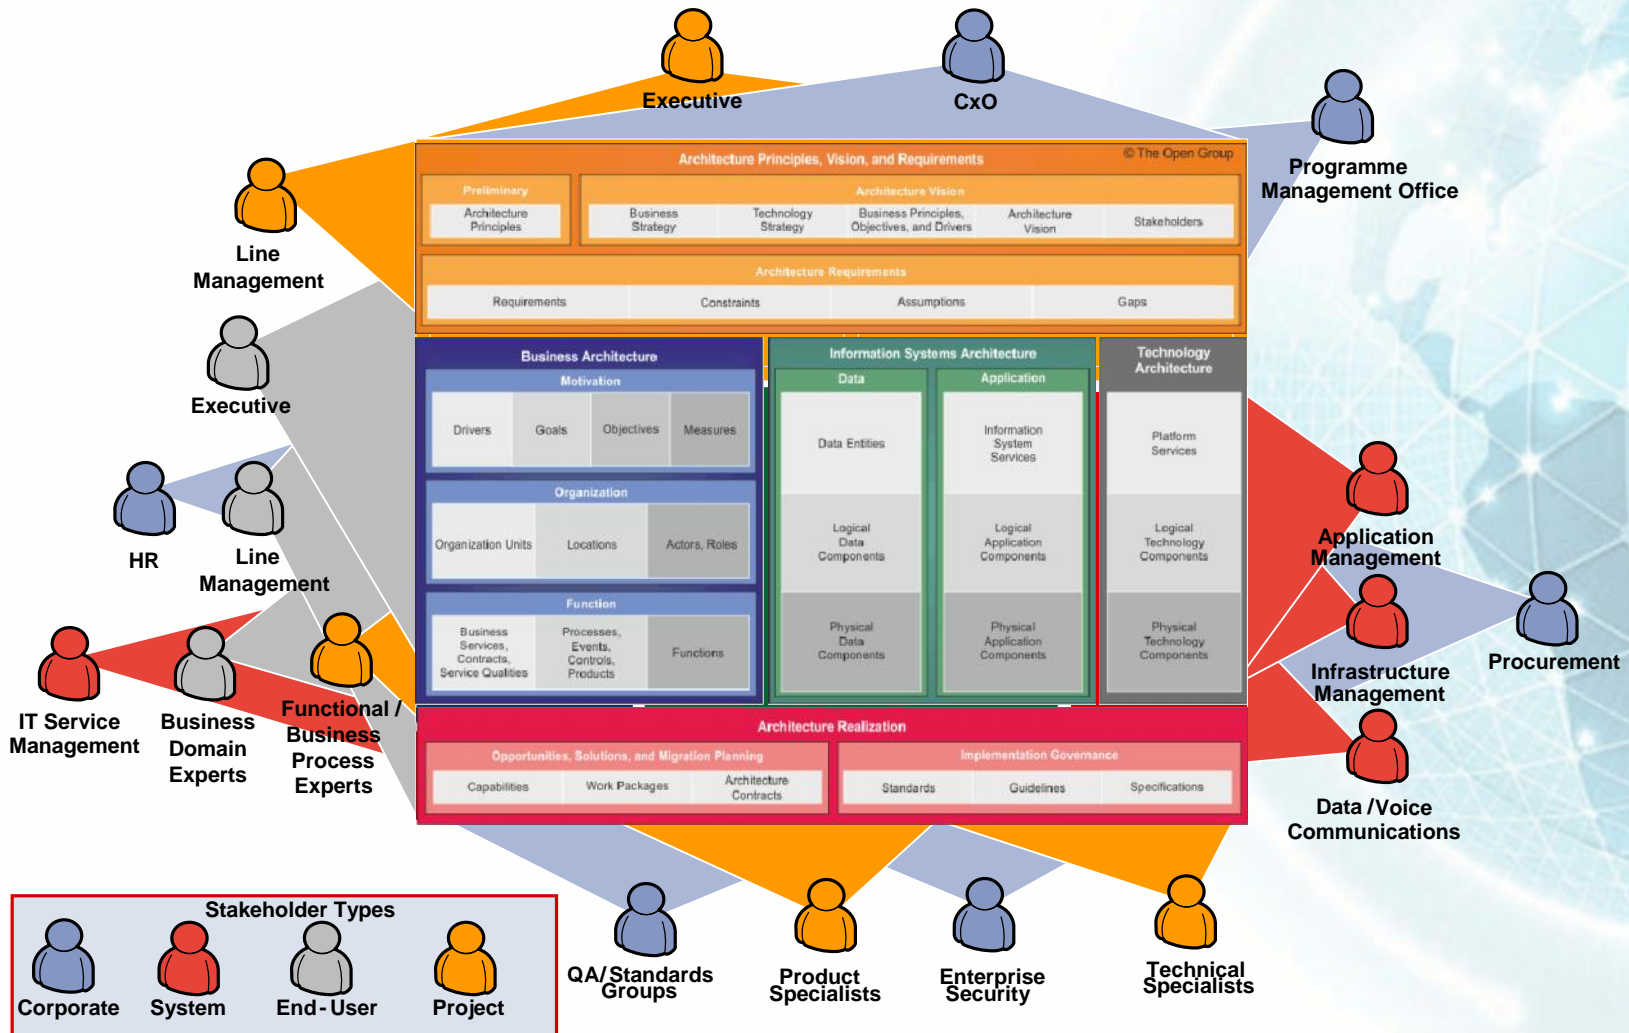 Executive
CxO
Programme
Management Office
Line
Management
Executive
HR
Line
Management
IT Service
Management
Business
Domain
Experts
Functional /
Business
Process
Experts
Architecture Principles, Vision, and Requirements
© The Open Group
Preliminary
Architecture
Principles
Architecture Vision
Business
Strategy
Technology
Strategy
Business Principles,
Objectives, and Drivers
Architecture
Vision
Stakeholders
Architecture Requirements
Requirements
Constraints
Assumptions
Gaps
Business Architecture
Motivation
Drivers
Goals
Objectives
Measures
Organization
Organization Units
Locations
Actors, Roles
Function
Business
Services,
Contracts,
Service Qualities
Processes,
Events,
Controls,
Products
Functions
Information Systems Architecture
Data
Data Entities
Logical
Data
Components
Physical
Data
Components
Application
Information
System
Services
Logical
Application
Components
Physical
Application
Components
Technology
Architecture
Platform
Services
Logical
Technology
Components
Physical
Technology
Components
Architecture Realization
Opportunities, Solutions, and Migration Planning
Capabilities
Work Packages
Architecture
Contracts
Implementation Governance
Standards
Guidelines
Specifications
Application
Management
Infrastructure
Management
Procurement
Data /Voice
Communications
Stakeholder Types
Corporate
System
End-User
Project
QA/Standards
Groups
Product
Specialists
Enterprise
Security
Technical
Specialists